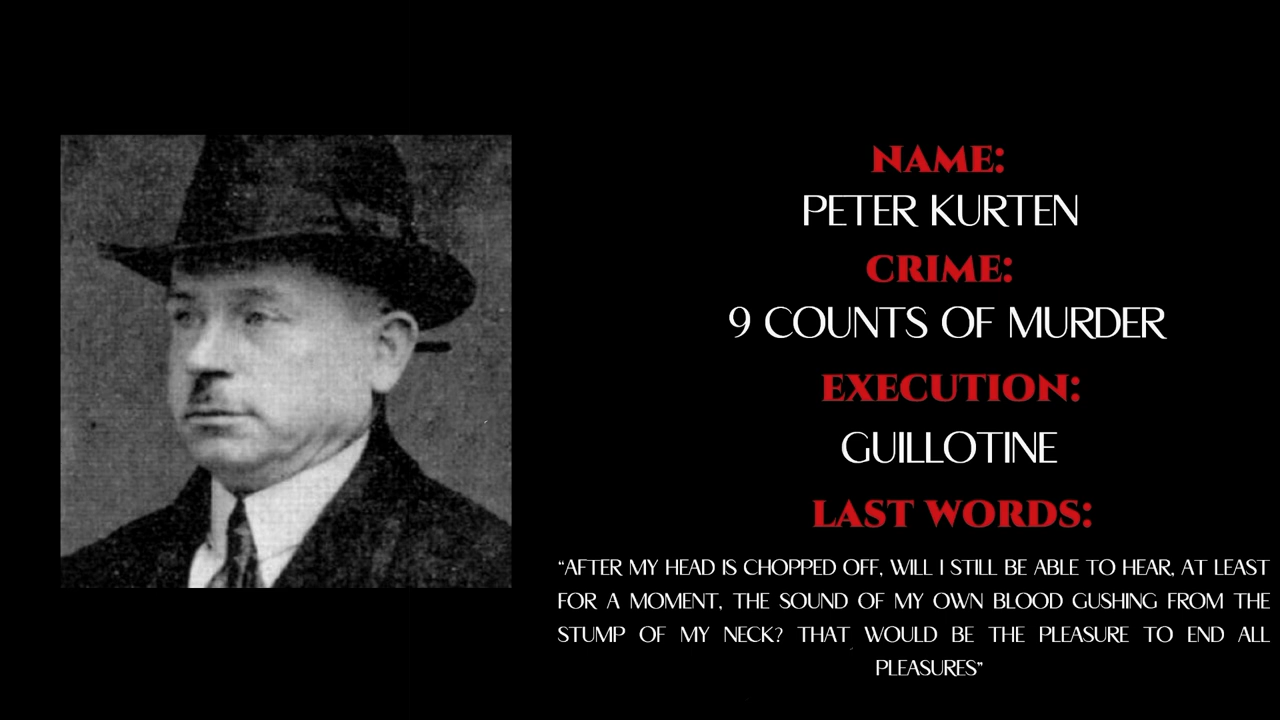 NAME:
PETER KURTEN
CRIME:
9 COUNTS OF MURDER
EXECUTION:
GUILLOTINE
LAST WORDS:
“AFTER MY HEAD IS CHOPPED OFF, WILL I STILL BE ABLE TO HEAR, AT LEAST
FOR A MOMENT, THE SOUND OF MY OWN BLOOD GUSHING FROM THE
STUMP OF MY NECK? THAT WOULD BE THE PLEASURE TO END ALL
PLEASURES”